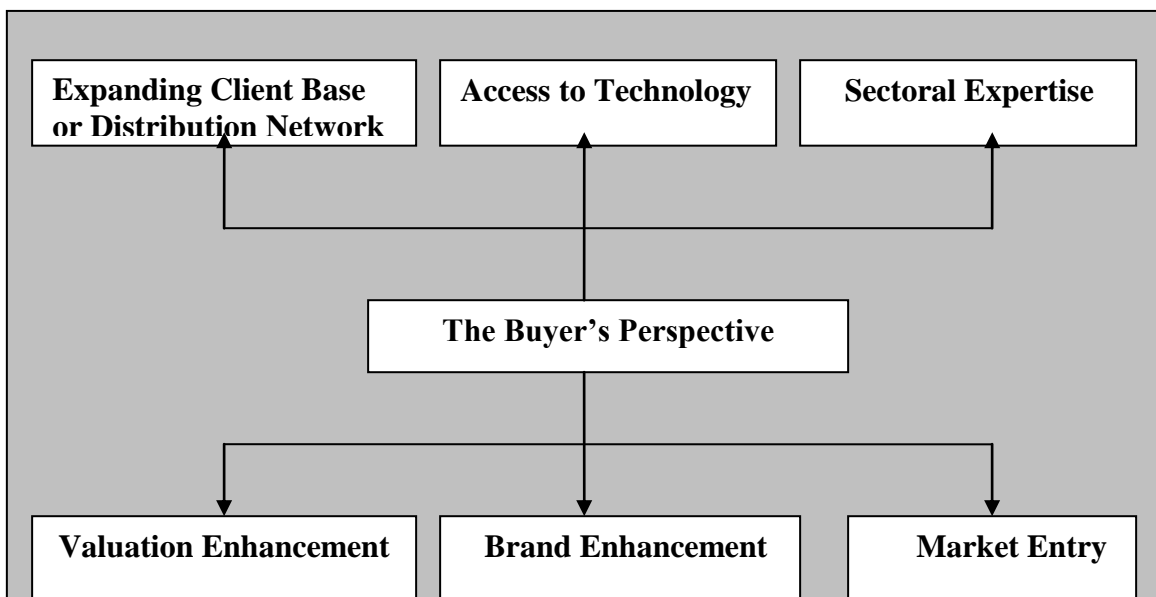 Expanding Client Base
or Distribution Network
Access to Technology
Sectoral Expertise
The Buyer’s Perspective
Valuation Enhancement
Brand Enhancement
Market Entry